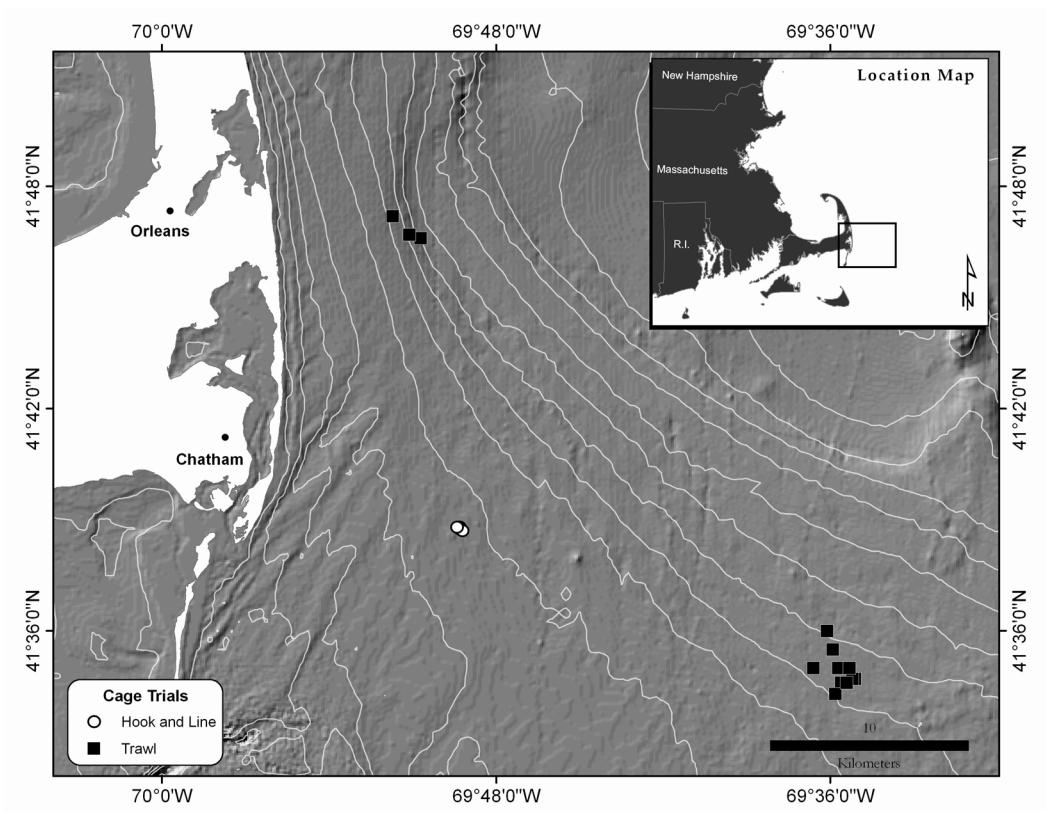 70°0'0"W 69°48'0"W 69°36'0"W
New Hampshire
Location Map
Massachusetts
R.I.
N
41°48'0"N 41°48'0"N
Orleans
41°42'0"N 41°42'0"N
Chatham
41°36'0"N 41°36'0"N
Cage Trials
Hook and Line
Trawl
10
Kilometers
70°0'0"W 69°48'0"W 69°36'0"W